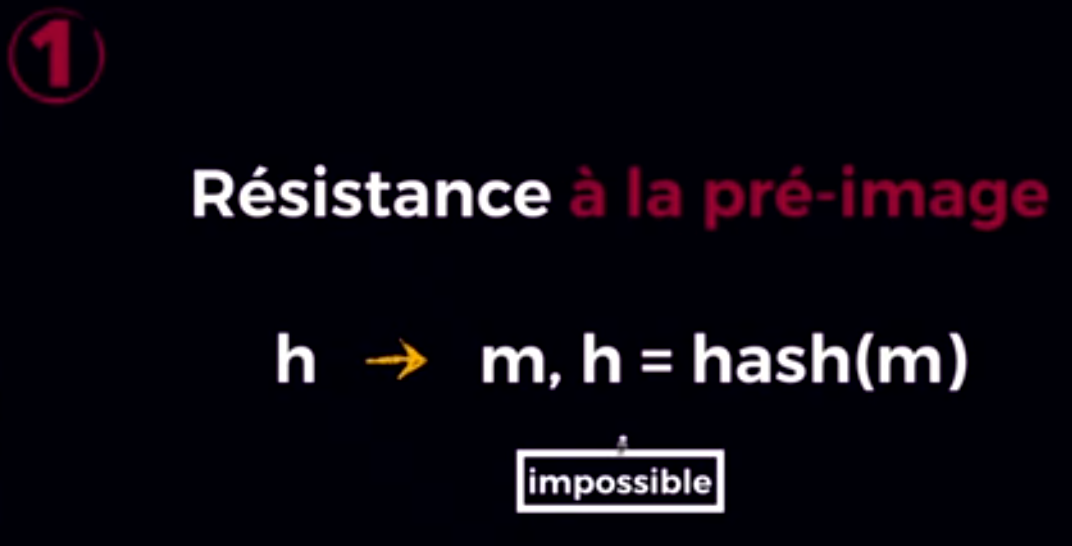 1
Résistance à la pré-image
h → m, h = hash(m)
impossible